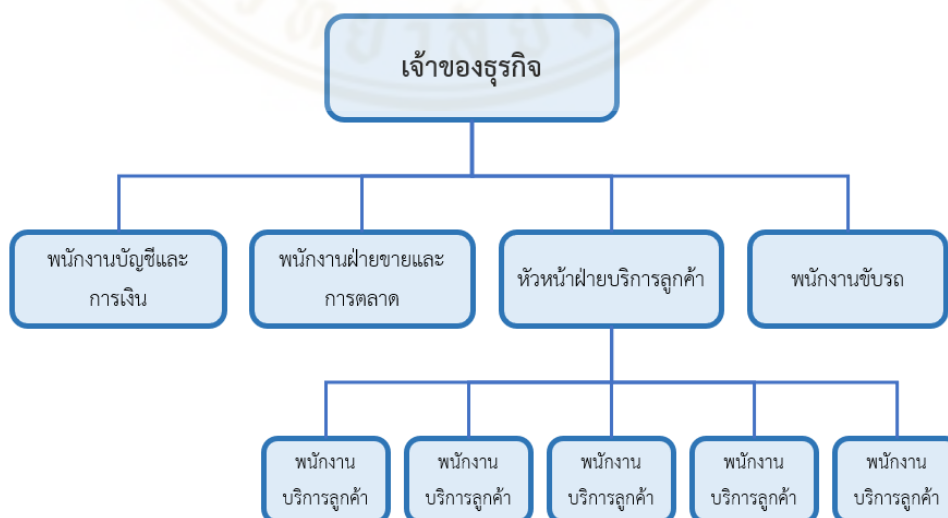 เจ้าของธุรกิจ
พนักงานบัญชีและ
การเงิน
พนักงานฝ่ายขายและ
การตลาด
หัวหน้าฝ่ายบริการลูกค้า
พนักงานขับรถ
พนักงาน
บริการลูกค้า
พนักงาน
บริการลูกค้า
พนักงาน
บริการลูกค้า
พนักงาน
บริการลูกค้า
พนักงาน
บริการลูกค้า